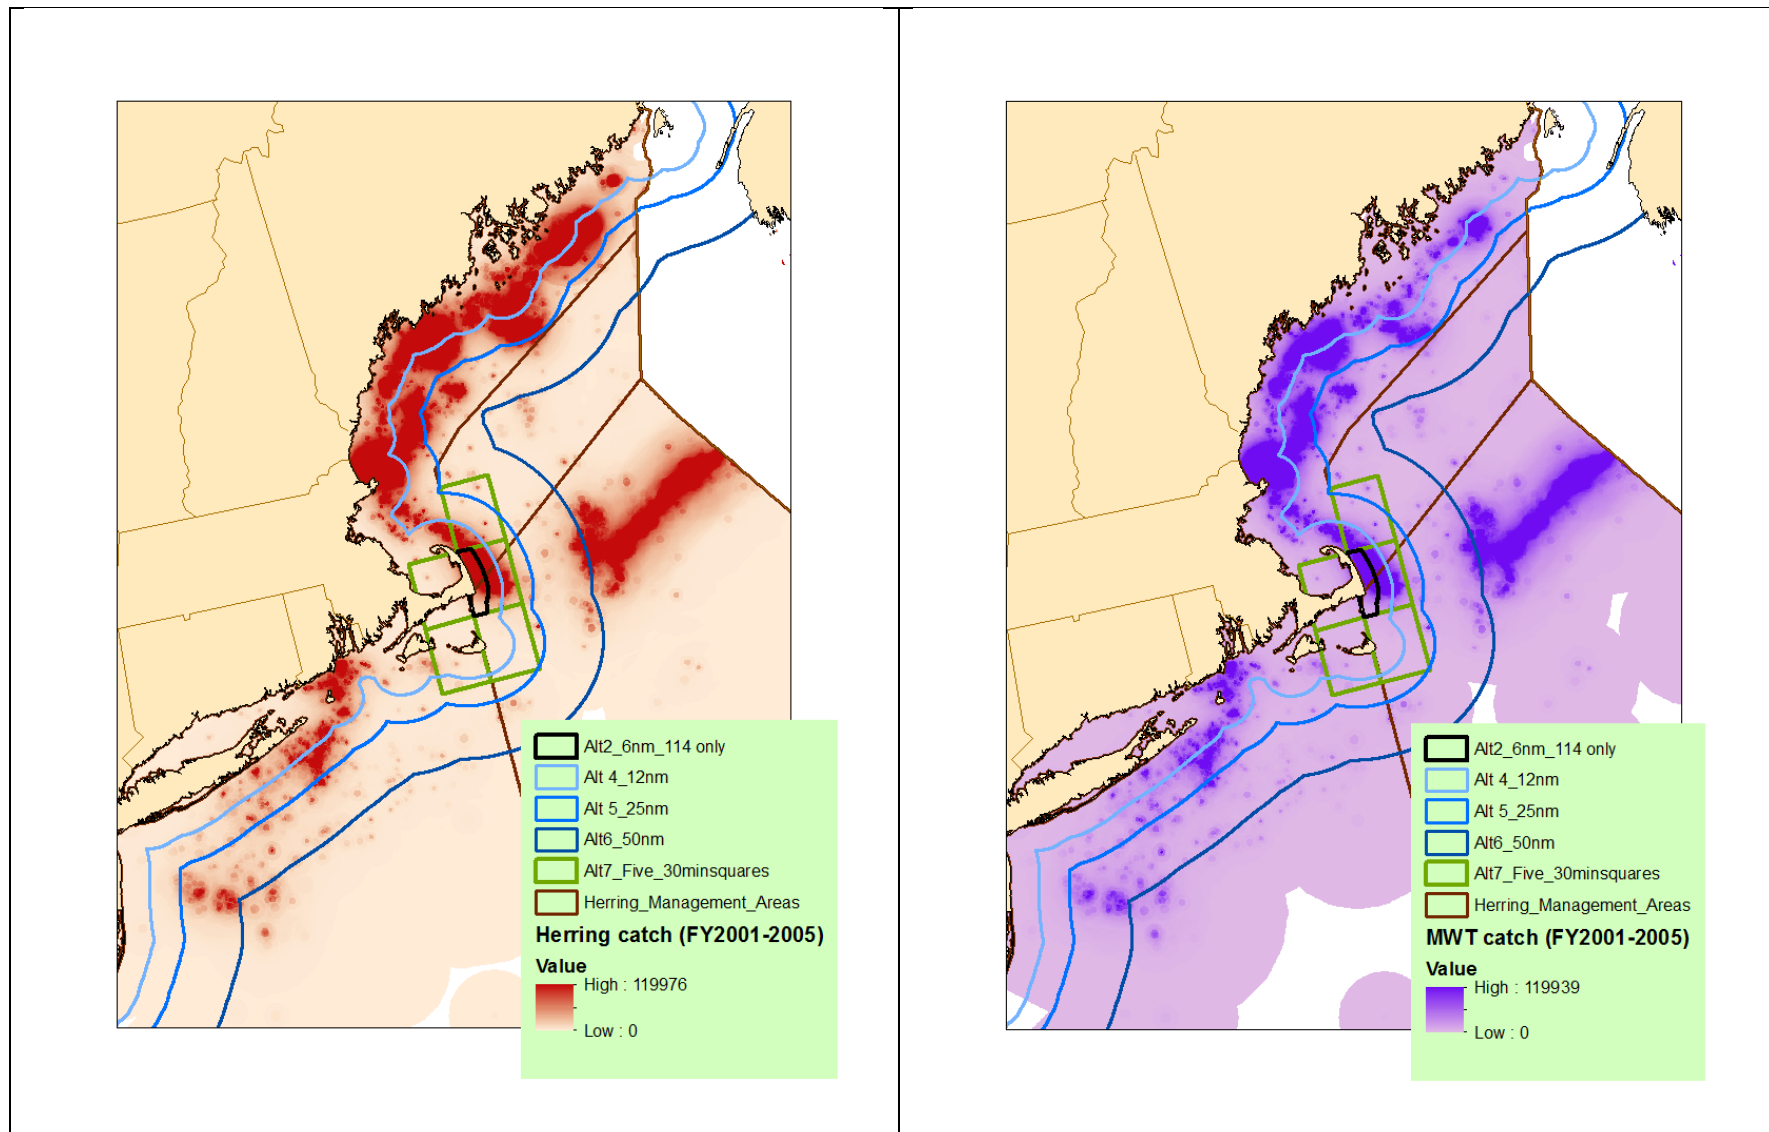 Alt2_6nm_114 only
Alt 4_12nm
Alt 5_25nm
Alt6_50nm
Alt7_Five_30minsquares
Herring_Management_Areas
Herring catch (FY2001-2005)
Value
High : 119976
Low : 0
Alt2_6nm_114 only
Alt 4_12nm
Alt 5_25nm
Alt6_50nm
Alt7_Five_30minsquares
Herring_Management_Areas
MWT catch (FY2001-2005)
Value
High : 119939
Low : 0